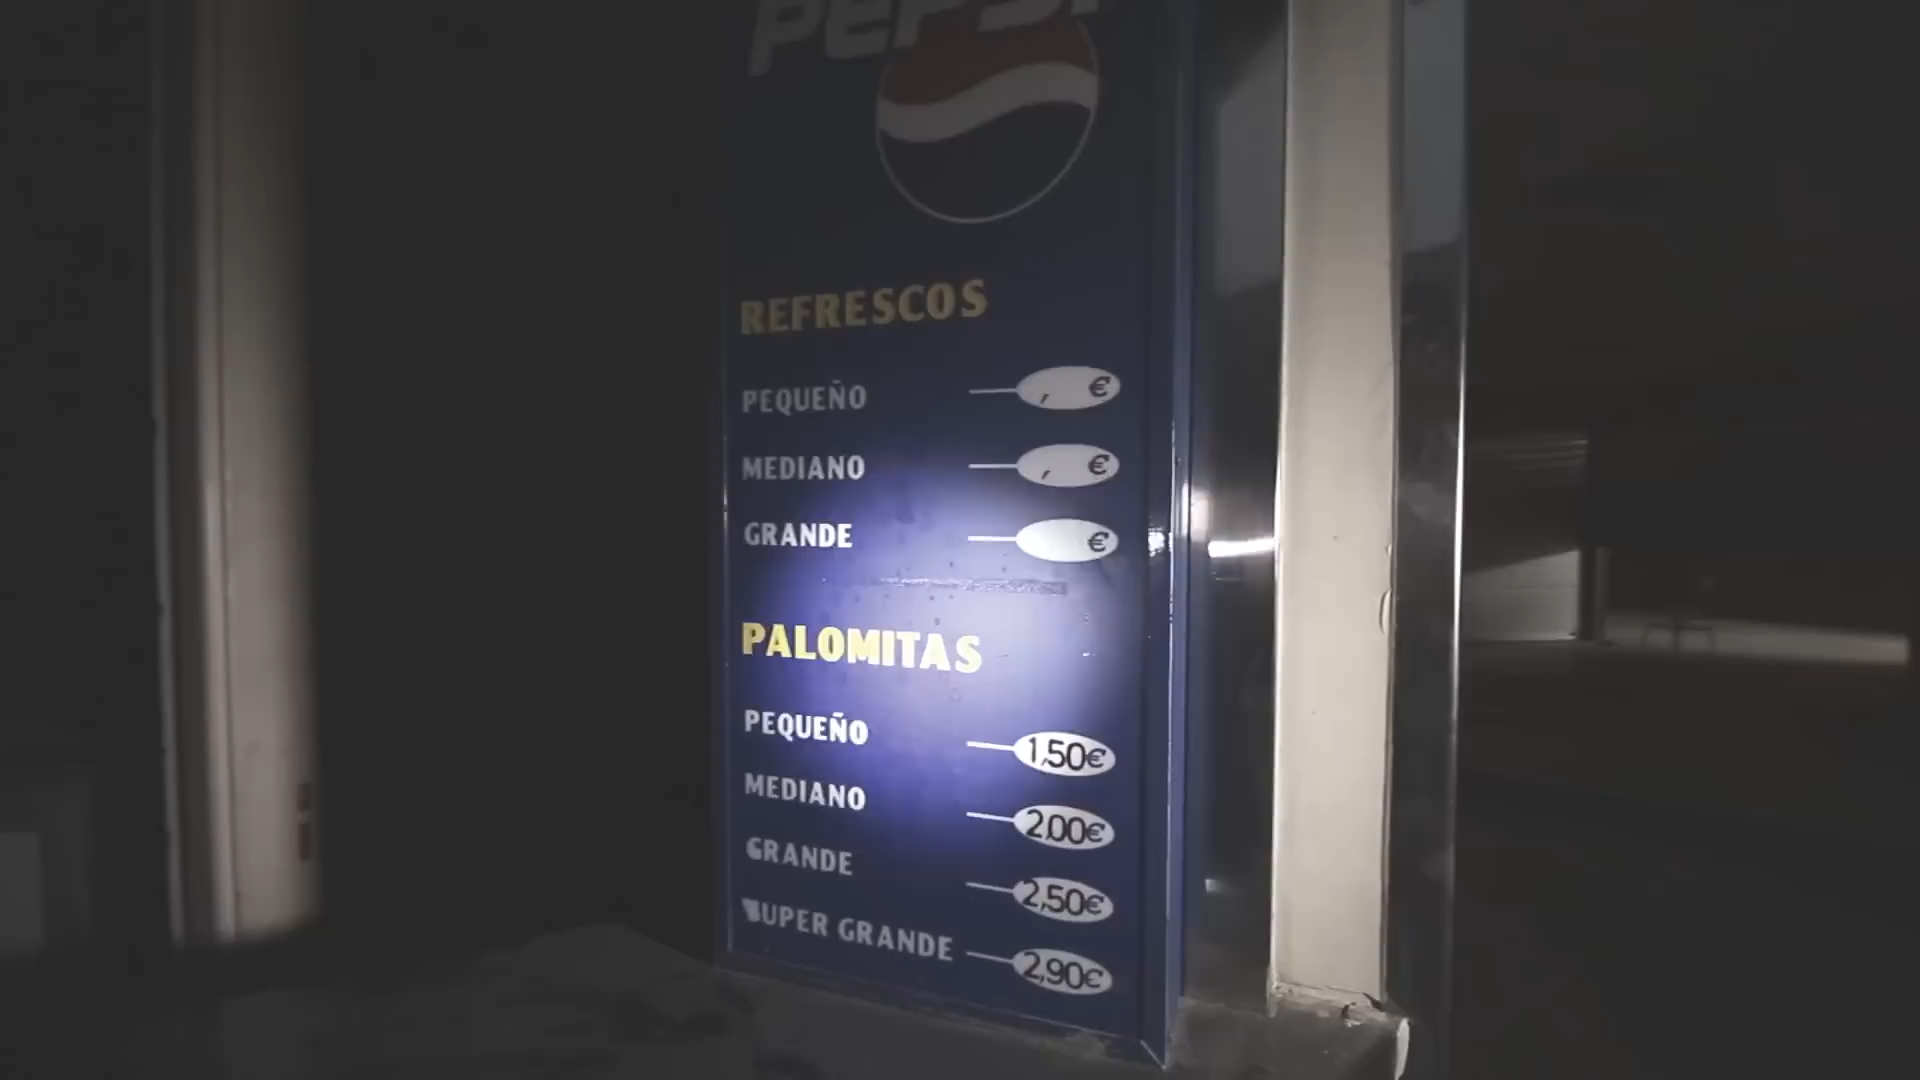 PEPSI
REFRESCOS
PEQUEÑO , €
MEDIANO , €
GRANDE €
PALOMITAS
PEQUEÑO 1,50€
MEDIANO 2,00€
GRANDE 2,50€
SUPER GRANDE 2,90€